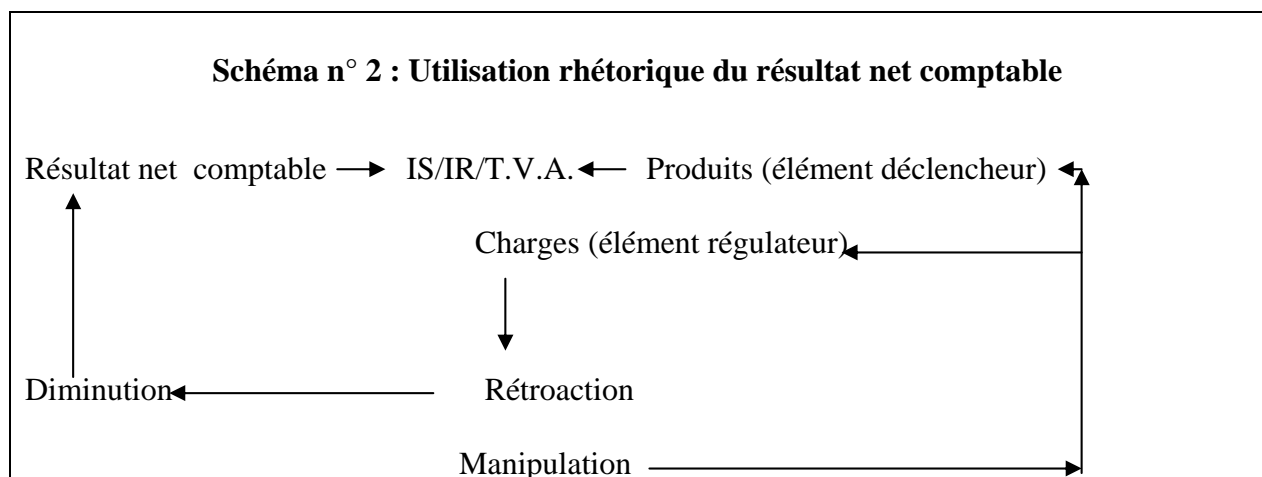 Schéma n° 2 : Utilisation rhétorique du résultat net comptable
Résultat net comptable IS/IR/T.V.A. Produits (élément déclencheur)
Charges (élément régulateur)
Diminution Rétroaction
Manipulation